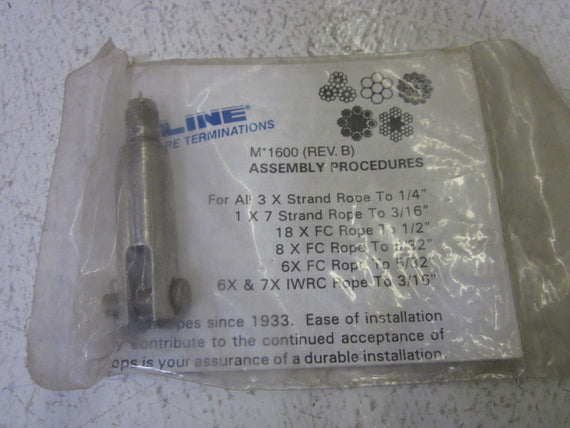 LINE®
PE TERMINATIONS
M*1600 (REV. B)
ASSEMBLY PROCEDURES
For All 3 X Strand Rope To 1/4"
1 X 7 Strand Rope To 3/16"
18 X FC Rope To 1/2"
8 X FC Rope To /32"
6X FC Rope To 5/32"
6X & 7X IWRC Rope To 3/16"
pes since 1933. Ease of installation
y contribute to the continued acceptance of
eps is your assurance of a durable installation.